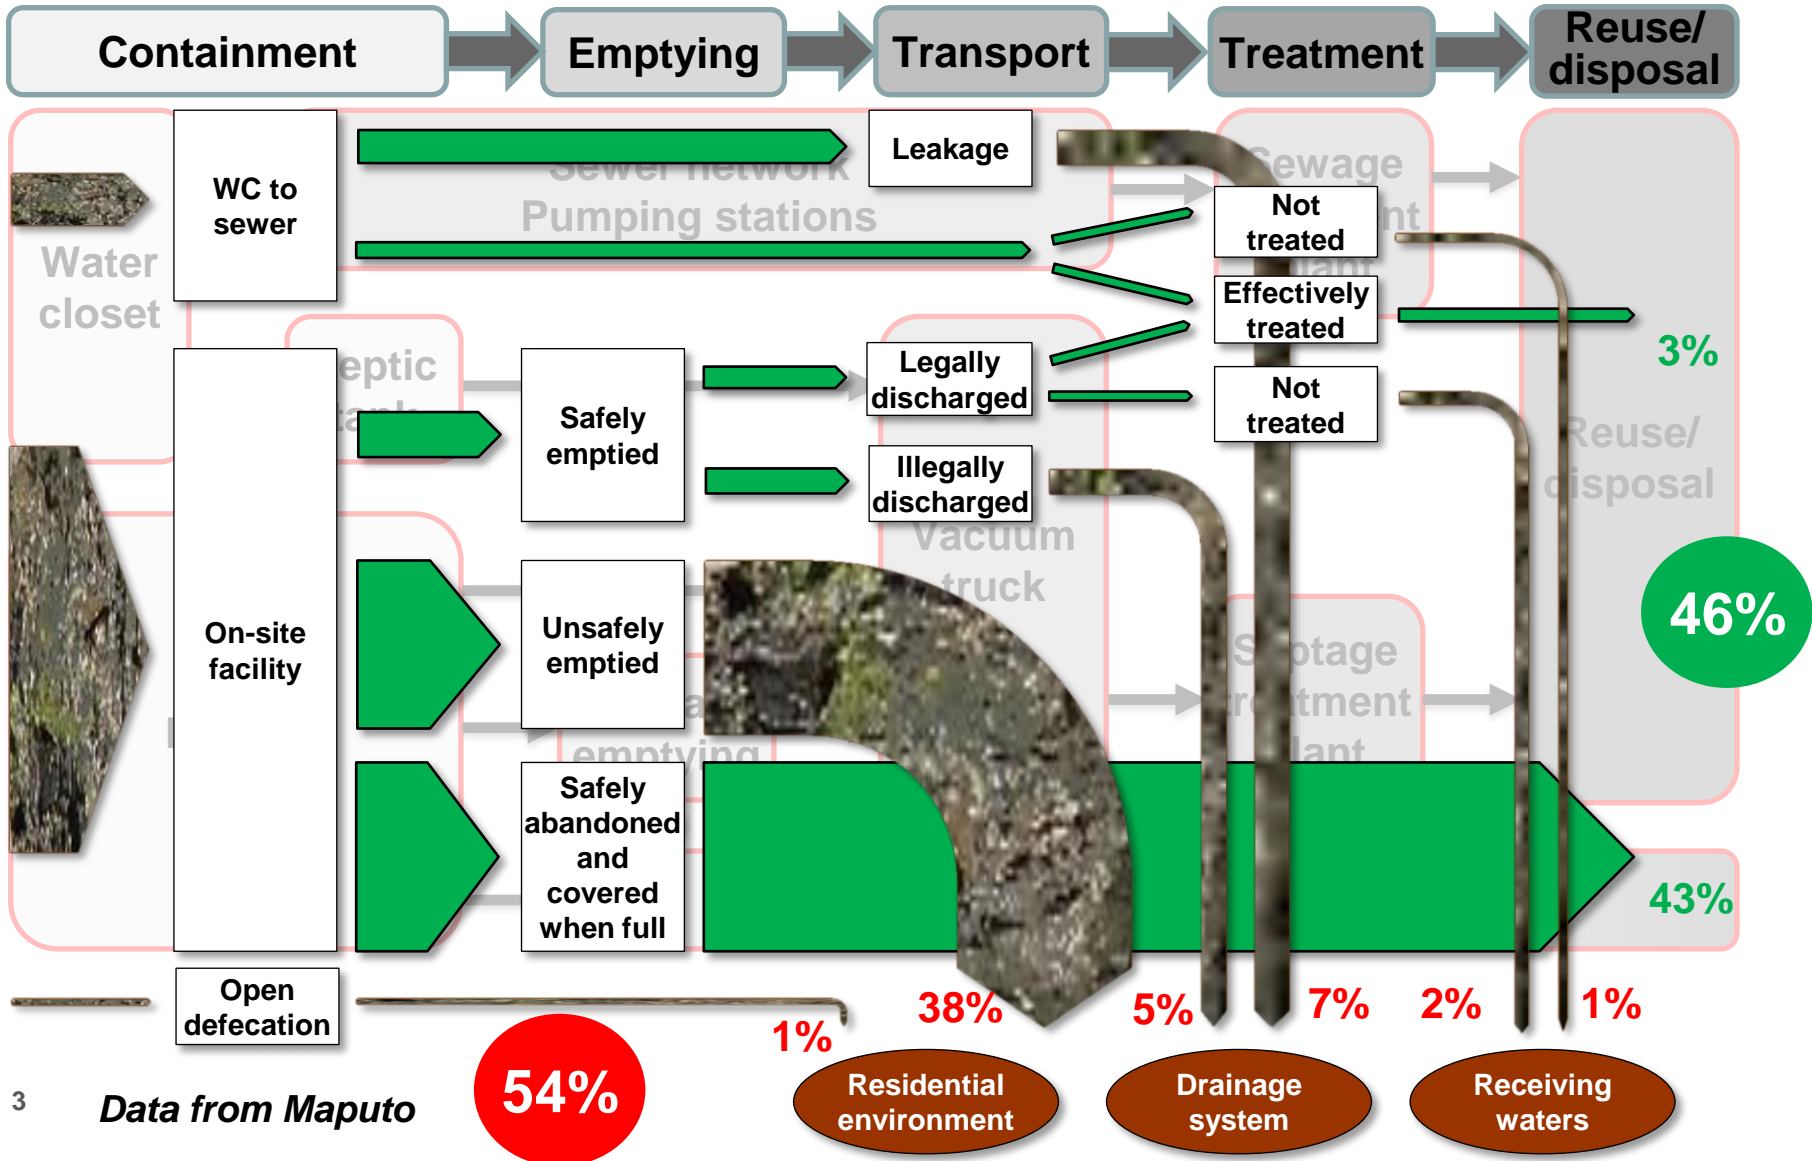 Containment
Emptying
Transport
Treatment
Reuse/
disposal
WC to
sewer
Leakage
Sewer network
Pumping stations
Sewage
Water
closet
Not
treated
Effectively
treated
3%
Safely
emptied
Legally
discharged
Not
treated
Illegally
discharged
Reuse/
disposal
Vacuum
truck
On-site
facility
Unsafely
emptied
46%
emptying
Safely
abandoned
and
covered
when full
43%
Open
defecation
1%
38%
5%
7%
2%
1%
3
Data from Maputo
54%
Residential
environment
Drainage
system
Receiving
waters